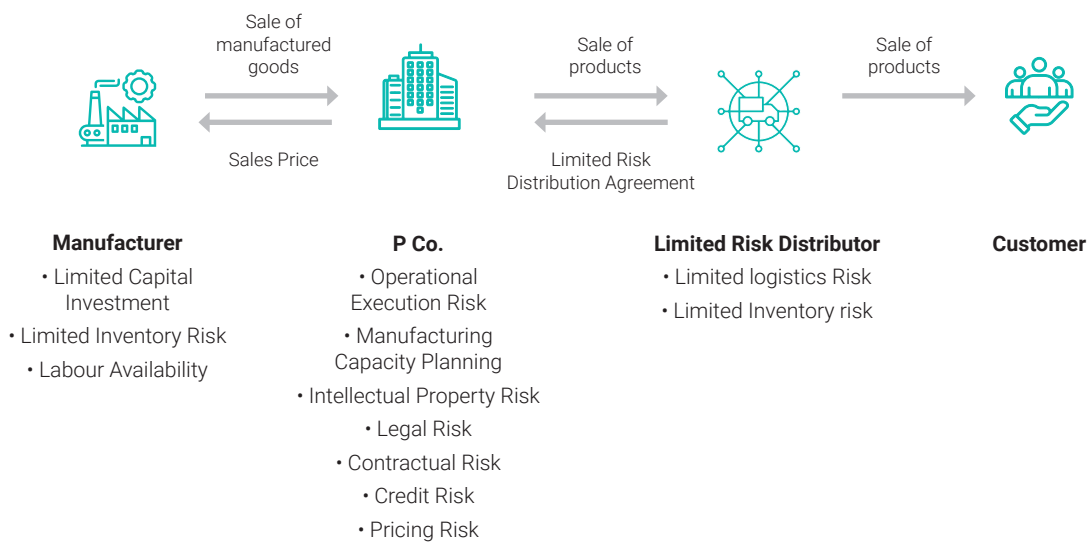 Sale of
manufactured
goods
Sale of
products
Sale of
products
Sales Price
Limited Risk
Distribution Agreement
Manufacturer
• Limited Capital
Investment
• Limited Inventory Risk
• Labour Availability
P Co.
• Operational
Execution Risk
• Manufacturing
Capacity Planning
• Intellectual Property Risk
• Legal Risk
• Contractual Risk
• Credit Risk
• Pricing Risk
Limited Risk Distributor
• Limited logistics Risk
• Limited Inventory risk
Customer